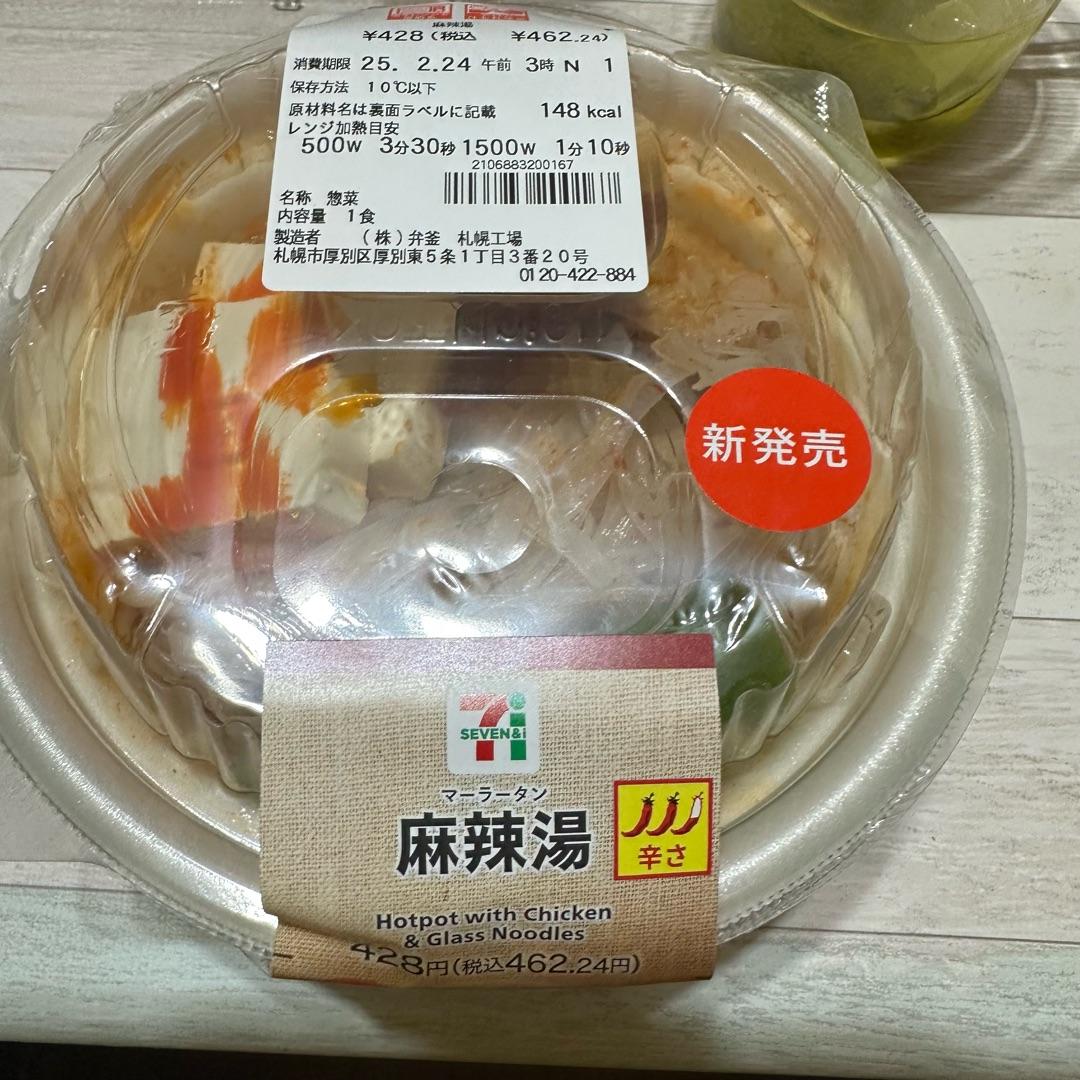 麻辣湯
¥428(税込 ¥462.24)
消費期限 25. 2.24 午前 3時 N 1
保存方法 10℃以下
原材料名は裏面ラベルに記載 148 kcal
レンジ加熱目安
500W 3分30秒 1500W 1分10秒
2106883200167
名称 惣菜
内容量 1食
製造者 (株)弁釜 札幌工場
札幌市厚別区厚別東5条1丁目3番20号
0120-422-884
新発売
SEVEN&i
マーラータン
麻辣湯
辛さ
Hotpot with Chicken
& Glass Noodles
428円(税込462.24円)